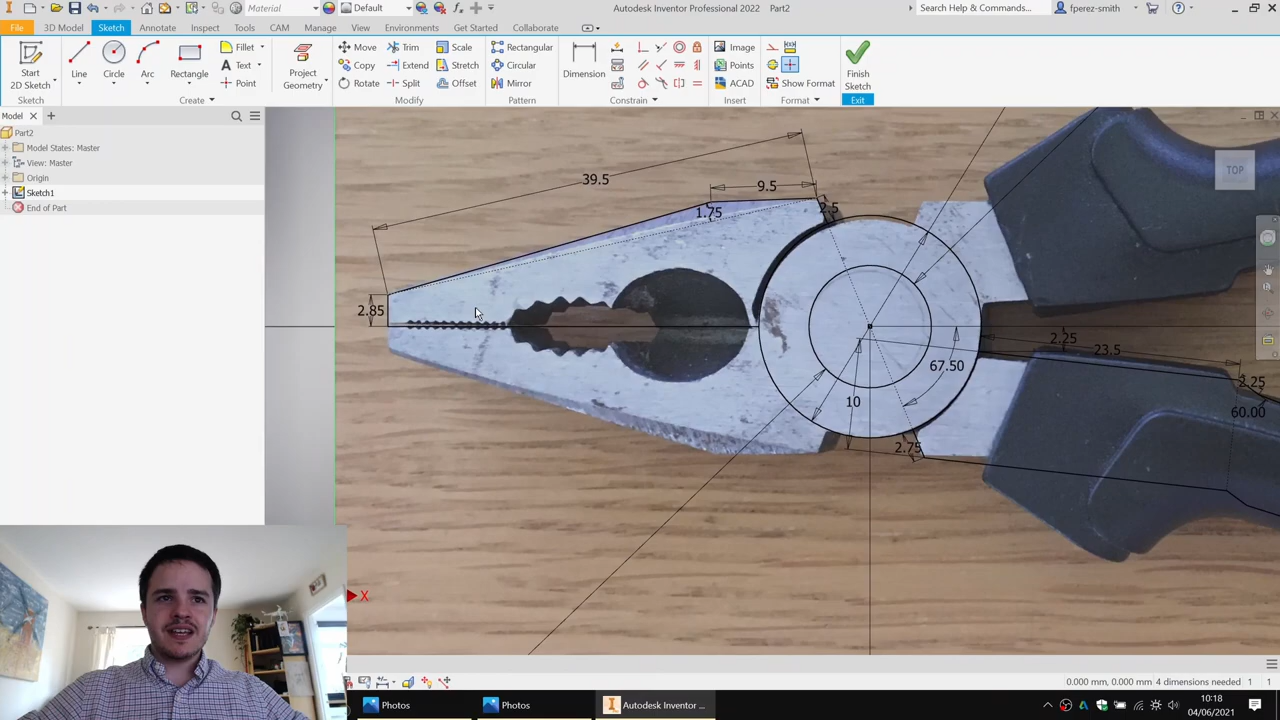 Material
Default
Autodesk Inventor Professional 2022 Part2
Search Help & Commands...
fperez-smith
File
3D Model
Sketch
Annotate
Inspect
Tools
CAM
Manage
View
Environments
Get Started
Collaborate
Start
2D Sketch
Line
Circle
Arc
Rectangle
Fillet
Text
Point
Project
Geometry
Move
Copy
Rotate
Trim
Extend
Split
Scale
Stretch
Offset
Rectangular
Circular
Mirror
Dimension
Image
Points
ACAD
Show Format
Finish
Sketch
Sketch
Create
Modify
Pattern
Constrain
Insert
Format
Exit
Model
Part2
Model States: Master
View: Master
Origin
Sketch1
End of Part
TOP
39.5
9.5
1.75
2.5
2.85
2.25
23.5
67.50
2.25
10
60.00
2.75
X
0.000 mm, 0.000 mm 4 dimensions needed 1 1
Photos
Photos
Autodesk Inventor ...
10:18
04/06/2021